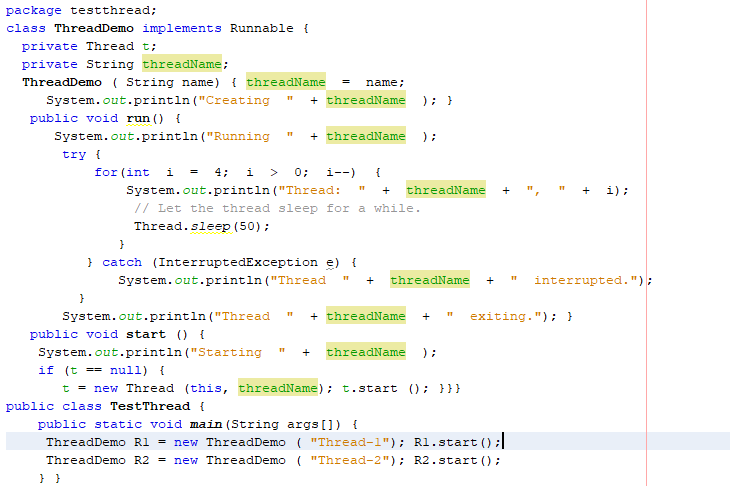 package testthread;
class ThreadDemo implements Runnable {
  private Thread t;
  private String threadName;
  ThreadDemo ( String name) { threadName  =  name;
     System.out.println("Creating  "  + threadName  ); }
   public void run() {
      System.out.println("Running  "  + threadName  );
       try {
           for(int  i  =  4;  i  >  0;  i--)  {
               System.out.println("Thread:  "  +  threadName  +  ",  "  +  i);
                // Let the thread sleep for a while.
                Thread.sleep(50);
              }
          } catch (InterruptedException e) {
              System.out.println("Thread  "  +  threadName  +  "  interrupted.");
         }
       System.out.println("Thread  "  + threadName  +  "  exiting."); }
   public void start () {
    System.out.println("Starting  "  +  threadName  );
    if (t == null) {
       t = new Thread (this, threadName); t.start (); }}}
public class TestThread {
    public static void main(String args[]) {
     ThreadDemo R1 = new ThreadDemo ( "Thread-1"); R1.start();
     ThreadDemo R2 = new ThreadDemo ( "Thread-2"); R2.start();
    } }